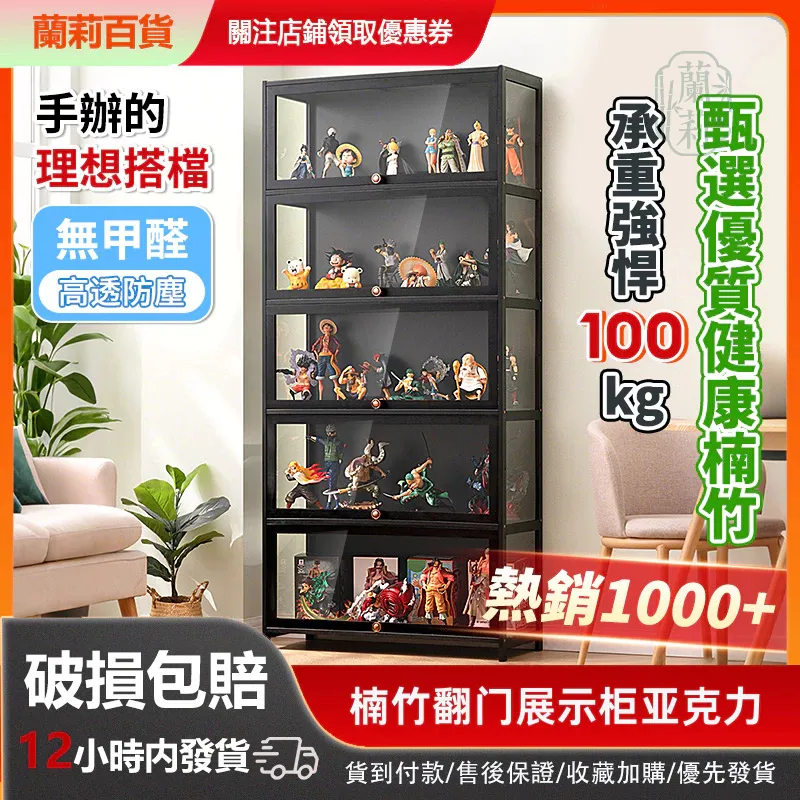 蘭莉百貨
關注店鋪領取優惠券
手辦的
理想搭檔
無甲醛
高透防塵
蘭莉
甄選優質健康楠竹
承重強悍
100
kg
熱銷1000+
破損包賠
12小時内發貨
楠竹翻门展示柜亚克力
貨到付款/售後保證/收藏加購/優先發貨